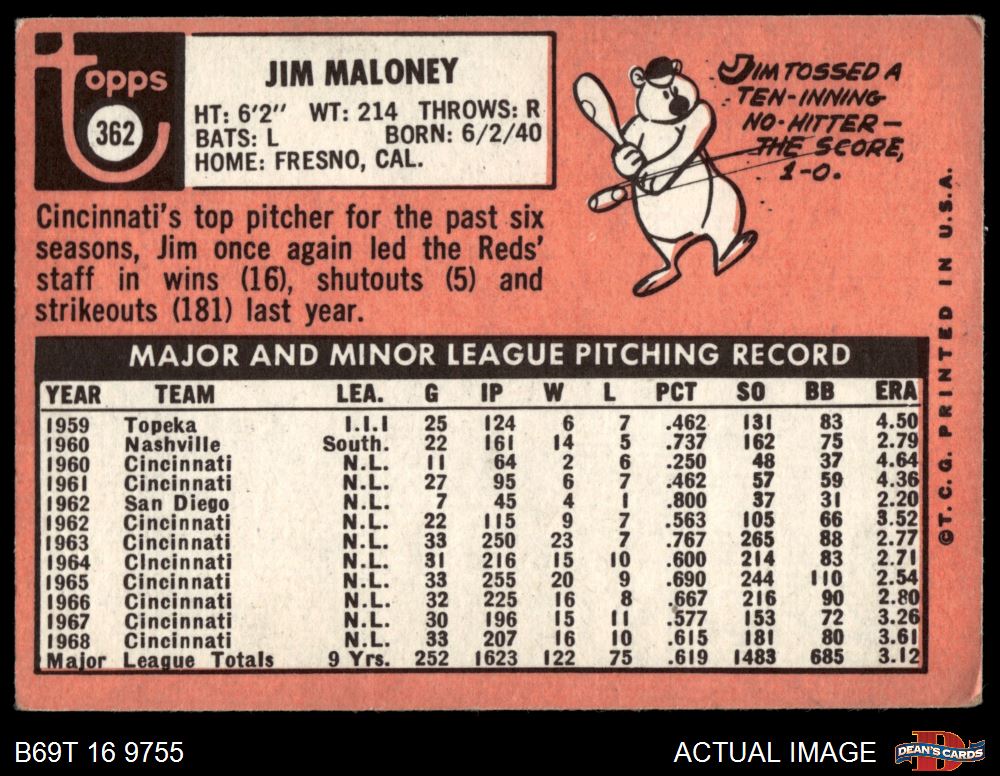 topps
362
JIM MALONEY
HT: 6'2" WT: 214 THROWS: R
BATS: L BORN: 6/2/40
HOME: FRESNO, CAL.
JIM TOSSED A
TEN-INNING
NO-HITTER—
THE SCORE,
1-0.
Cincinnati's top pitcher for the past six
seasons, Jim once again led the Reds'
staff in wins (16), shutouts (5) and
strikeouts (181) last year.
MAJOR AND MINOR LEAGUE PITCHING RECORD
YEAR TEAM LEA. G IP W L PCT SO BB ERA
1959 Topeka I.I.I 25 124 6 7 .462 131 83 4.50
1960 Nashville South. 22 161 14 5 .737 162 75 2.79
1960 Cincinnati N.L. 11 64 2 6 .250 48 37 4.64
1961 Cincinnati N.L. 27 95 6 7 .462 57 59 4.36
1962 San Diego N.L. 7 45 4 1 .800 37 31 2.20
1962 Cincinnati N.L. 22 115 9 7 .563 105 66 3.52
1963 Cincinnati N.L. 33 250 23 7 .767 265 88 2.77
1964 Cincinnati N.L. 31 216 15 10 .600 214 83 2.71
1965 Cincinnati N.L. 33 255 20 9 .690 244 110 2.54
1966 Cincinnati N.L. 32 225 16 8 .667 216 90 2.80
1967 Cincinnati N.L. 30 196 15 11 .577 153 72 3.26
1968 Cincinnati N.L. 33 207 16 10 .615 181 80 3.61
Major League Totals 9 Yrs. 252 1623 122 75 .619 1483 685 3.12
©T.C.G. PRINTED IN U.S.A.
B69T 16 9755
ACTUAL IMAGE
DEAN'S CARDS